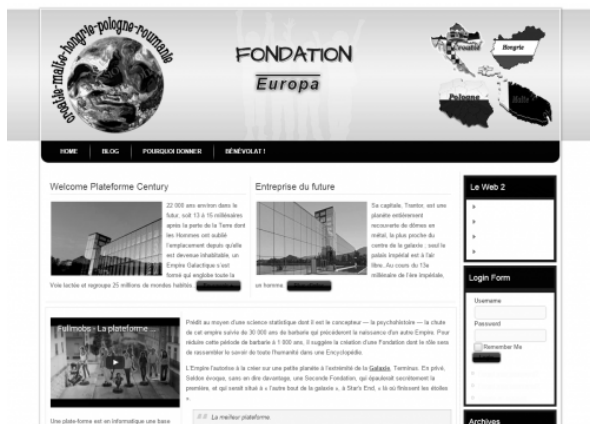 croatie-malte-hongrie-pologne-roumanie
FONDATION
Europa
Croatie
Hongrie
Pologne
Malte
HOME
BLOG
POURQUOI DONNER
BÉNÉVOLAT !
Welcome Plateforme Century
22 000 ans environ dans le
futur, soit 13 à 15 millénaires
après la perte de la Terre dont
les Hommes ont oublié
l'emplacement depuis qu'elle
est devenue inhabitable, un
Empire Galactique s'est
formé qui englobe toute la
Voie lactée et regroupe 25 millions de mondes habités.
Entreprise du future
Sa capitale, Trantor, est une
planète entièrement
recouverte de dômes en
métal, la plus proche du
centre de la galaxie ; seul le
palais impérial est à l'air
libre. Au cours du 13e
millénaire de l'ère Impériale,
un homme.
Le Web 2
Login Form
Username
Password
Remember Me
Archives
Fullmobs - La plateforme ...
Prédit au moyen d'une science statistique dont il est le concepteur — la psychohistoire — la chute
de cet empire suivie de 30 000 ans de barbarie qui précéderont la naissance d'un autre Empire. Pour
réduire cette période de barbarie à 1 000 ans, il suggère la création d'une Fondation dont le rôle sera
de rassembler le savoir de toute l'humanité dans une Encyclopédie.
L'Empire l'autorise à la créer sur une petite planète à l'extrémité de la Galaxie, Terminus. En privé,
Seldon évoque, sans en dire davantage, une Seconde Fondation, qui épaulerait secrètement la
première, et qui serait situé à « l'autre bout de la galaxie », à Star's End, « là où finissent les étoiles
».
La meilleur plateforme
Une plate-forme est en informatique une base